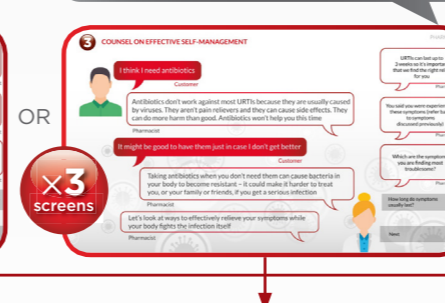 3 COUNSEL ON EFFECTIVE SELF-MANAGEMENT
I think I need antibiotics
Customer
Antibiotics don't work against most URTIs because they are usually caused
by viruses. They aren't pain relievers and they can cause side effects. They
can do more harm than good. Antibiotics won't help you this time
Pharmacist
It might be good to have them just in case I don't get better
Customer
Taking antibiotics when you don't need them can cause bacteria in
your body to become resistant – it could make it harder to treat
you, or your family or friends, if you get a serious infection
Pharmacist
Let's look at ways to effectively relieve your symptoms while
your body fights the infection itself
Pharmacist
OR
x3
screens
URTIs can last up to
3 weeks so it's importa
that we find the right rel
for you
Phar
You said you were experien
these symptoms (refer ba
to symptoms
discussed previously)
Phar
Which are the symptom
you are finding most
troublesome?
Phar
How long do symptoms
usually last?
Next